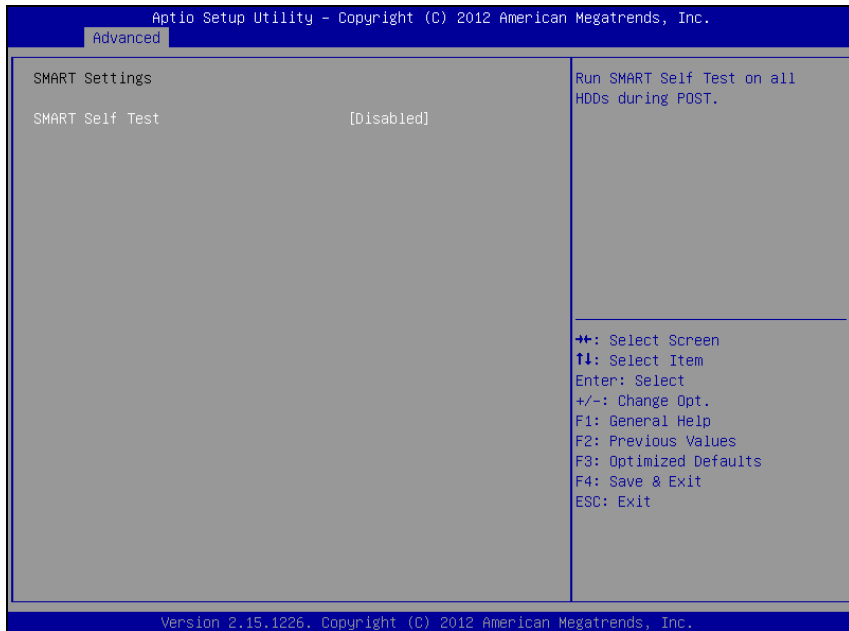 Aptio Setup Utility – Copyright (C) 2012 American Megatrends, Inc.
Advanced
SMART Settings
SMART Self Test [Disabled]
Run SMART Self Test on all
HDDs during POST.
→←: Select Screen
↑↓: Select Item
Enter: Select
+/-: Change Opt.
F1: General Help
F2: Previous Values
F3: Optimized Defaults
F4: Save & Exit
ESC: Exit
Version 2.15.1226. Copyright (C) 2012 American Megatrends, Inc.